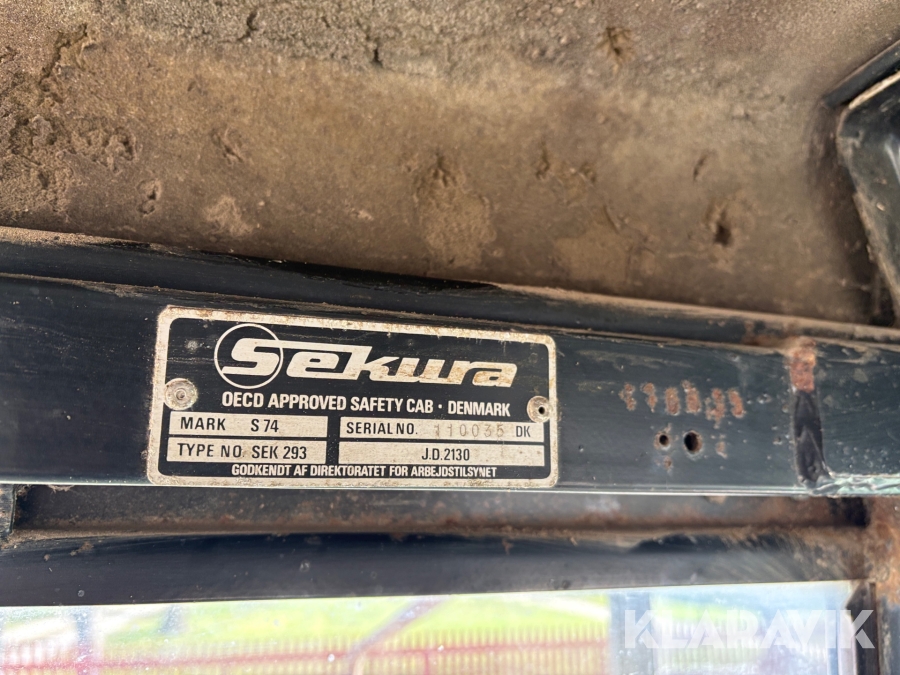 Sekura
OECD APPROVED SAFETY CAB · DENMARK
MARK S 74
SERIAL NO. 110035 DK
TYPE NO. SEK 293
J.D. 2130
GODKENDT AF DIREKTORATET FOR ARBEJDSTILSYNET
KLARAVIK